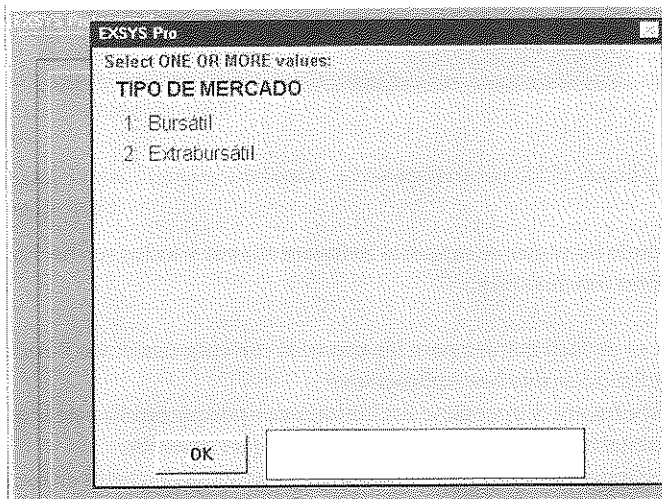 EXSYS Pro
Select ONE OR MORE values:
TIPO DE MERCADO
1 Bursátil
2 Extrabursátil
OK